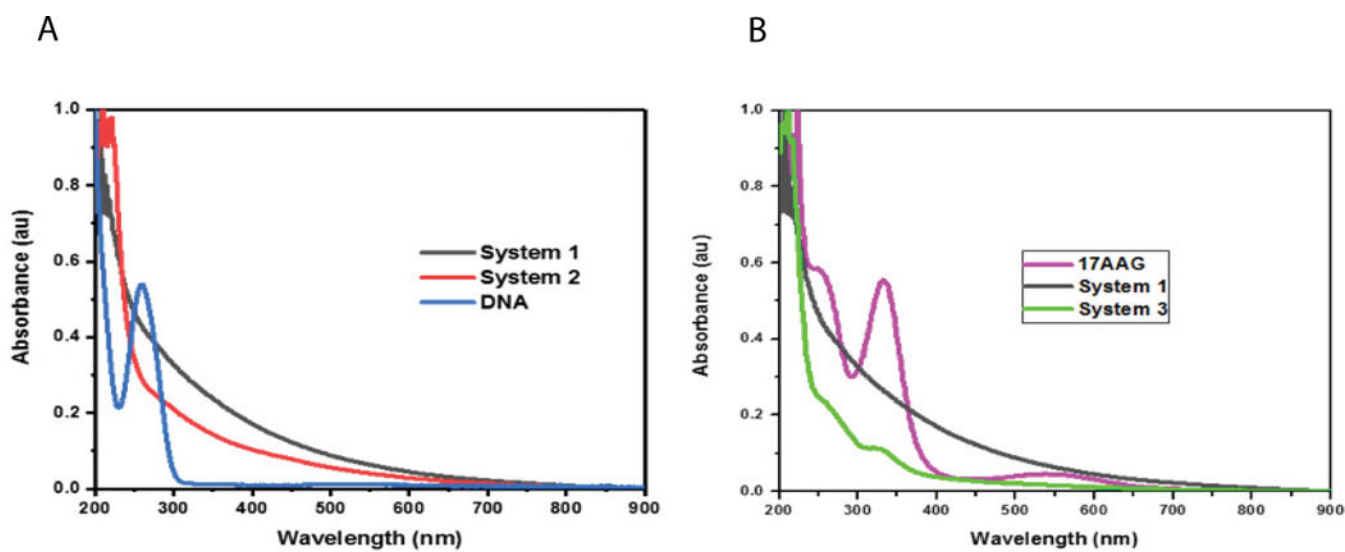 A
B
1.0
0.8
0.6
0.4
0.2
0.0
Absorbance (au)
System 1
System 2
DNA
200 300 400 500 600 700 800 900
Wavelength (nm)
1.0
0.8
0.6
0.4
0.2
0.0
Absorbance (au)
17AAG
System 1
System 3
200 300 400 500 600 700 800 900
Wavelength (nm)